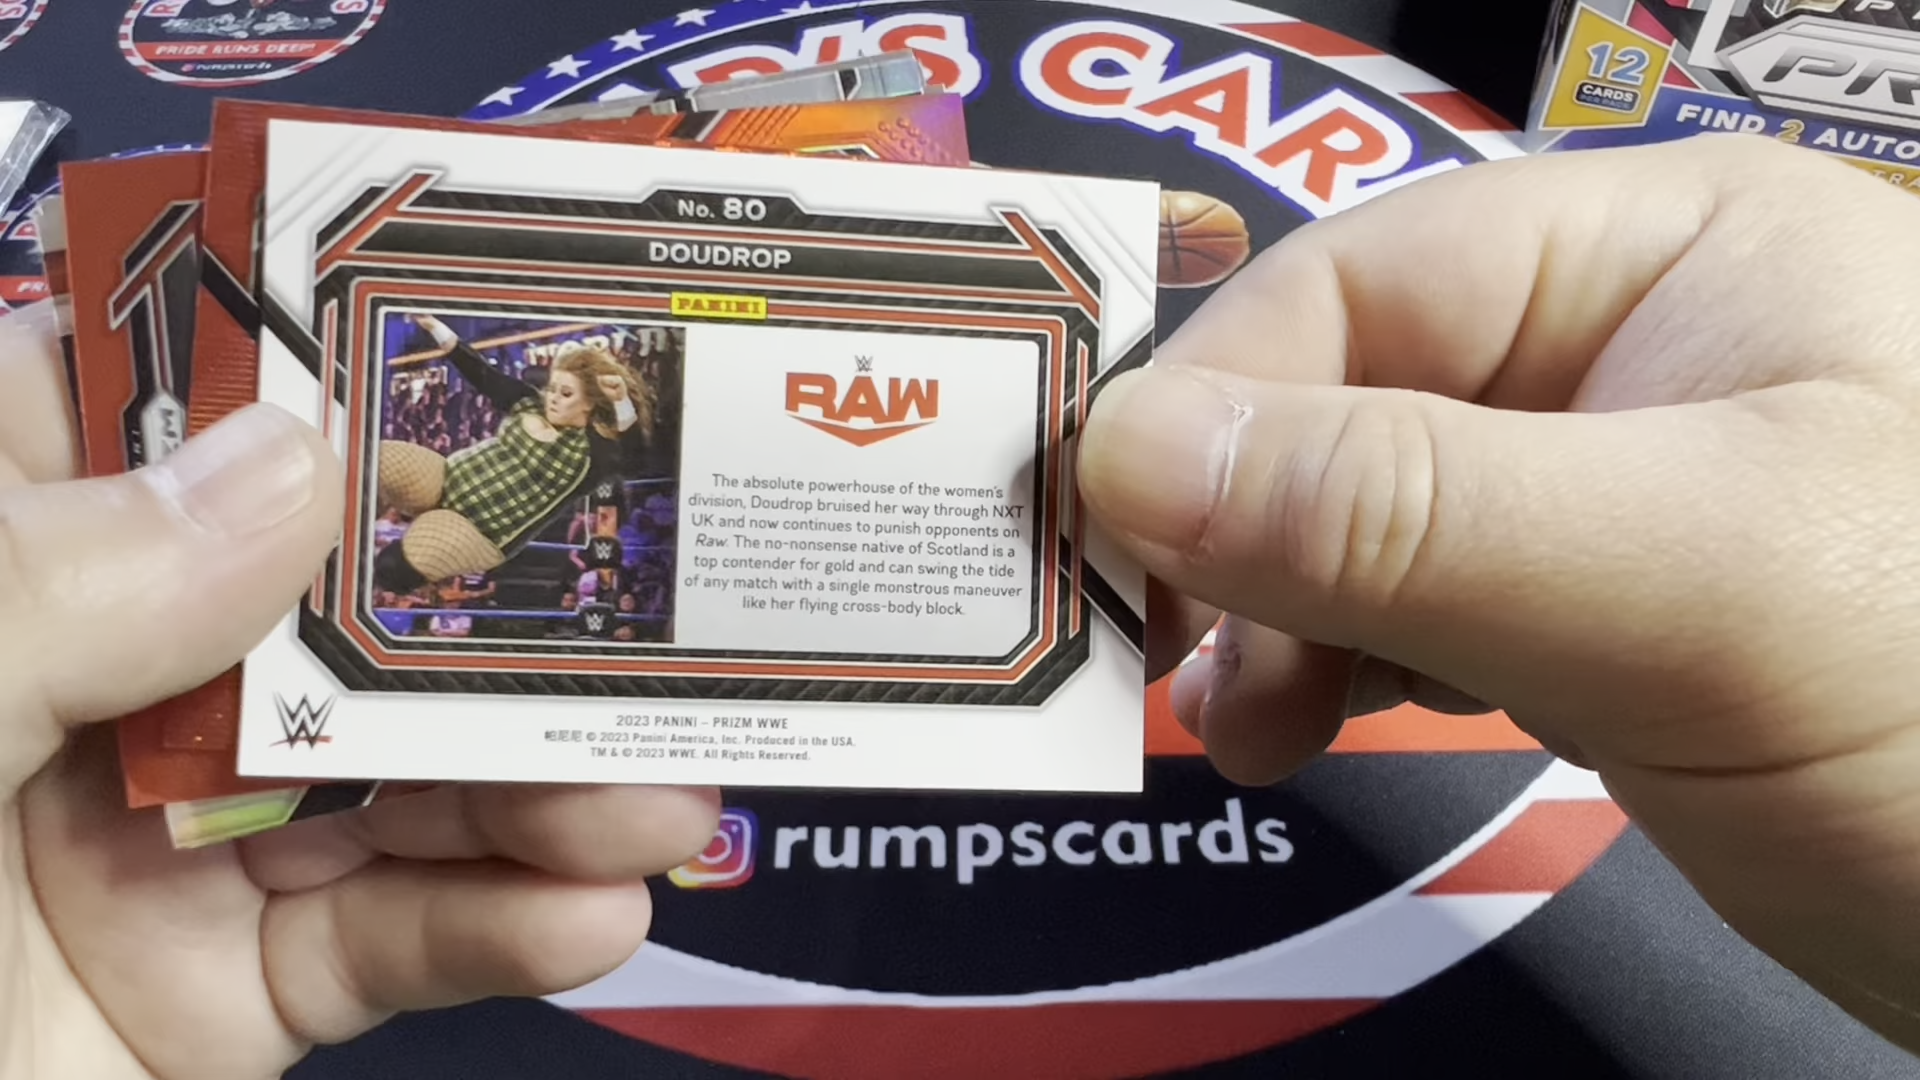 PRIDE RUNS DEEP!
@rumpscards
12
CARDS
PER PACK
FIND 2 AUTO
'S CAR
No. 80
DOUDROP
PANINI
W
RAW
The absolute powerhouse of the women's
division, Doudrop bruised her way through NXT
UK and now continues to punish opponents on
Raw. The no-nonsense native of Scotland is a
top contender for gold and can swing the tide
of any match with a single monstrous maneuver
like her flying cross-body block.
W
2023 PANINI – PRIZM WWE
帕尼尼 © 2023 Panini America, Inc. Produced in the USA.
TM & © 2023 WWE. All Rights Reserved.
rumpscards